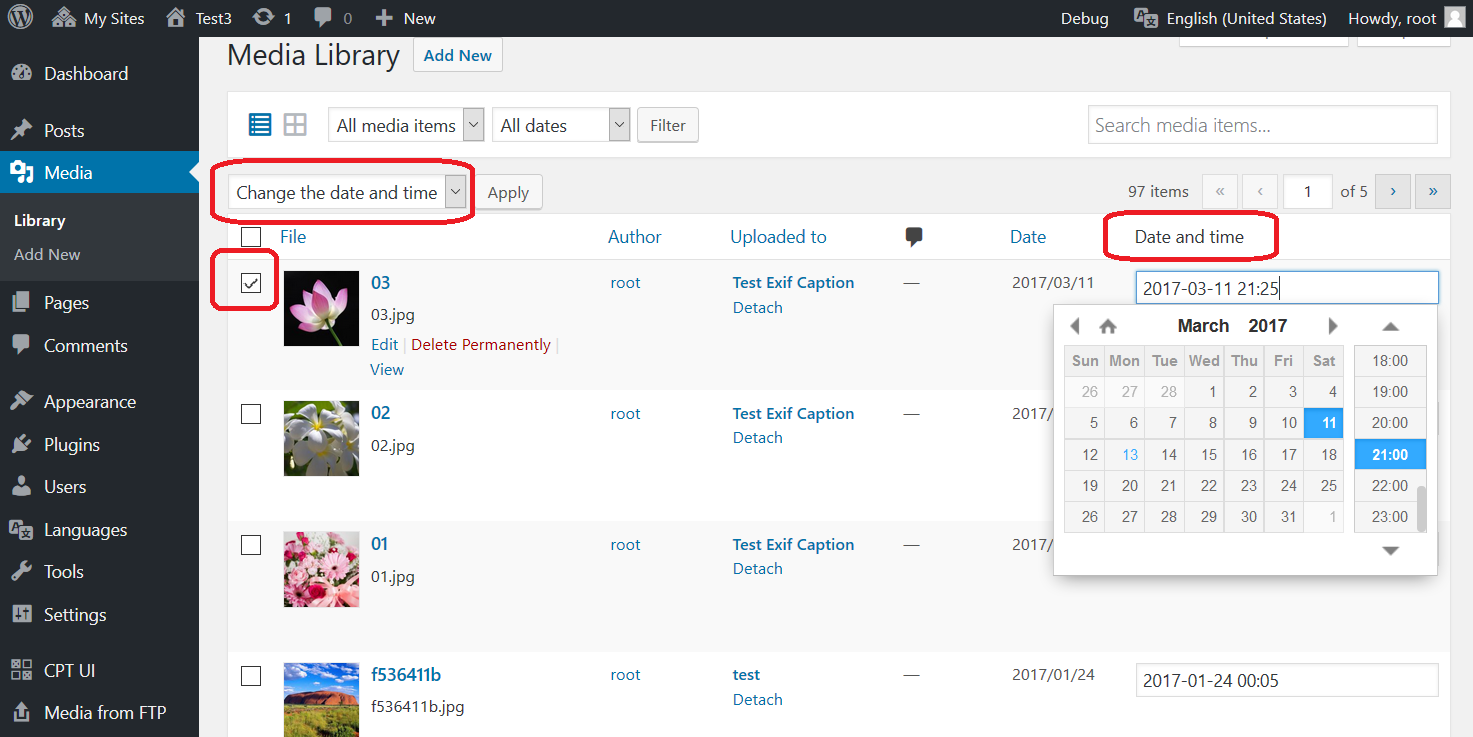 My Sites Test3 1 0 New Debug English (United States) Howdy, root
Dashboard
Posts
Media
Library
Add New
Pages
Comments
Appearance
Plugins
Users
Languages
Tools
Settings
CPT UI
Media from FTP
Media Library Add New
All media items All dates Filter Search media items...
Change the date and time Apply 97 items « ‹ 1 of 5 › »
File Author Uploaded to Date Date and time
03 root Test Exif Caption — 2017/03/11 2017-03-11 21:25
03.jpg Detach
Edit | Delete Permanently |
View
March 2017
Sun Mon Tue Wed Thu Fri Sat 18:00
26 27 28 1 2 3 4 19:00
5 6 7 8 9 10 11 20:00
12 13 14 15 16 17 18 21:00
19 20 21 22 23 24 25 22:00
26 27 28 29 30 31 1 23:00
02 root Test Exif Caption — 2017/
02.jpg Detach
01 root Test Exif Caption — 2017/
01.jpg Detach
f536411b root test — 2017/01/24 2017-01-24 00:05
f536411b.jpg Detach